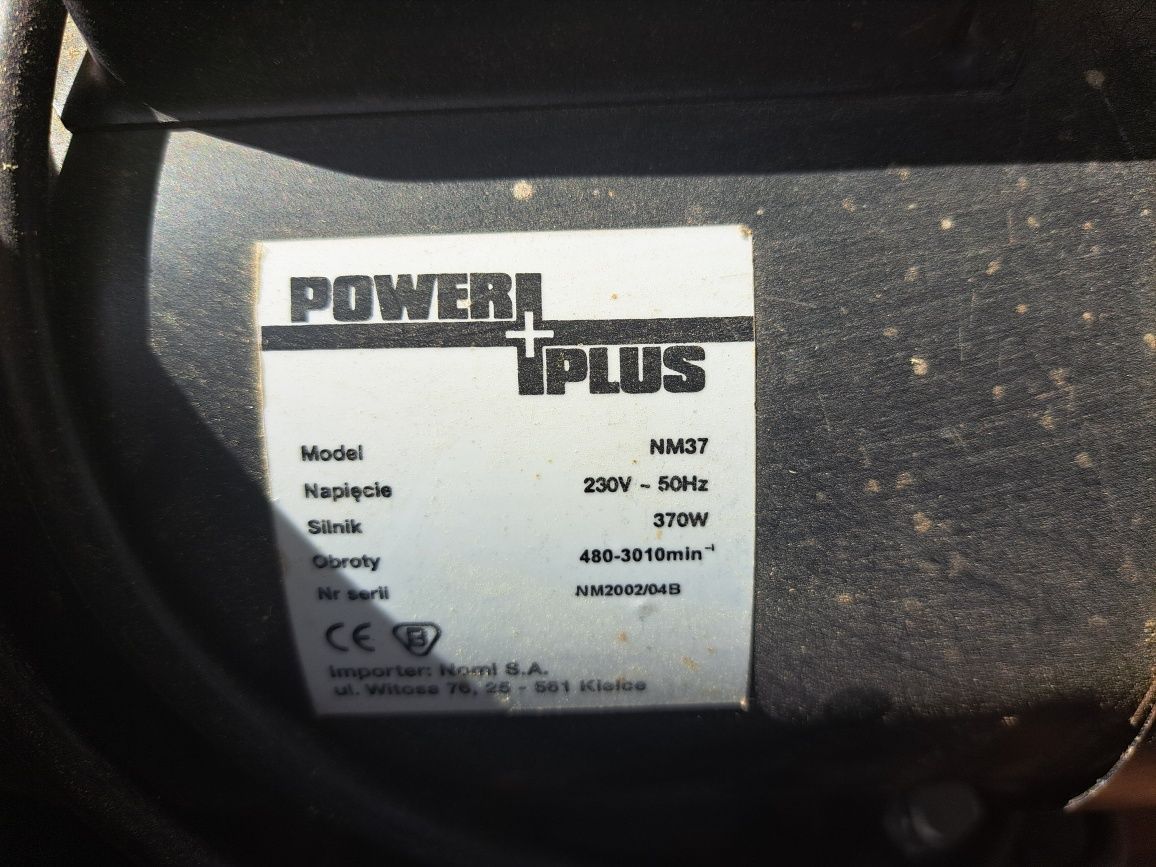 POWER
PLUS
Model NM37
Napięcie 230V ~ 50Hz
Silnik 370W
Obroty 480-3010min⁻¹
Nr serii NM2002/04B
CE B
Importer: Nomi S.A.
ul. Witosa 76, 25 - 561 Kielce